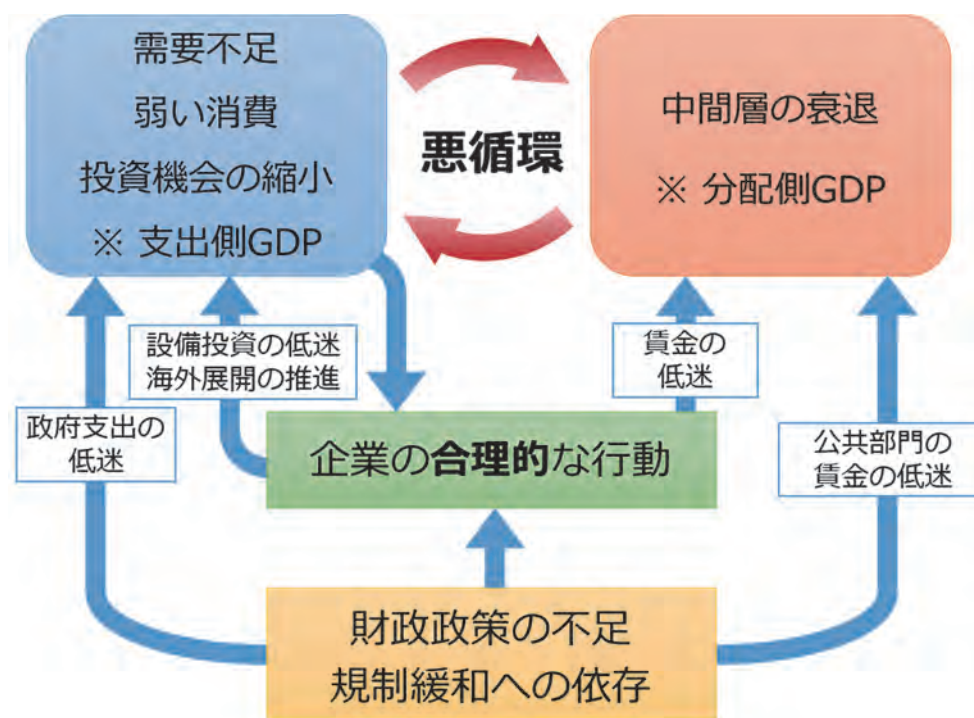 需要不足
弱い消費
投資機会の縮小
※ 支出側GDP
悪循環
中間層の衰退
※ 分配側GDP
設備投資の低迷
海外展開の推進
賃金の
低迷
政府支出の
低迷
企業の合理的な行動
公共部門の
賃金の低迷
財政政策の不足
規制緩和への依存